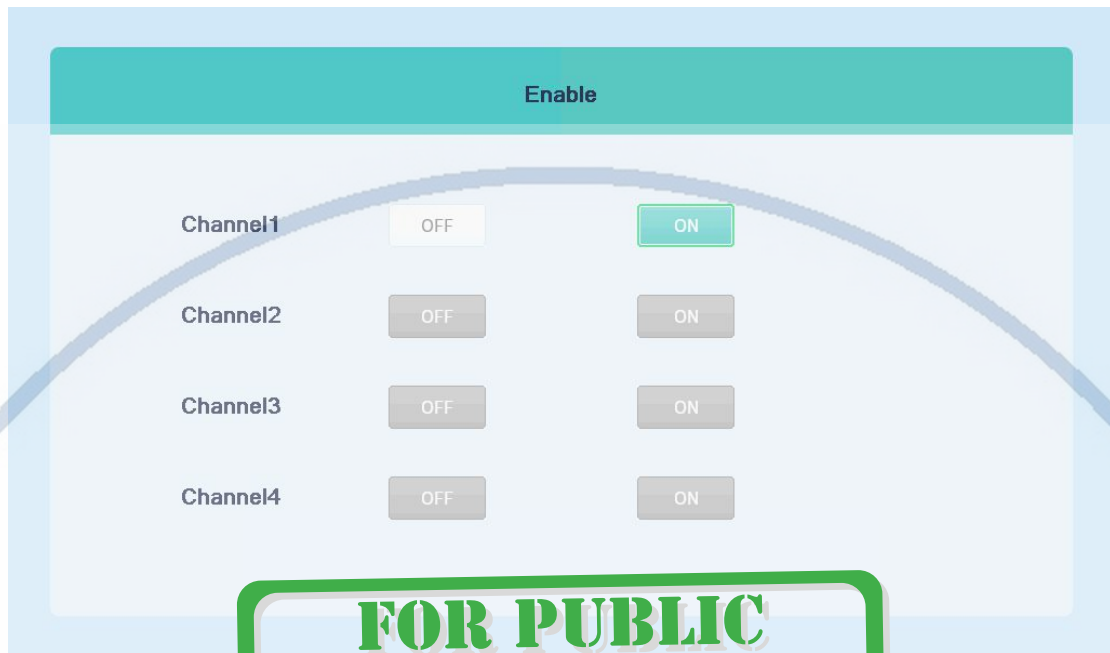 Enable
Channel1 OFF ON
Channel2 OFF ON
Channel3 OFF ON
Channel4 OFF ON
FOR PUBLIC